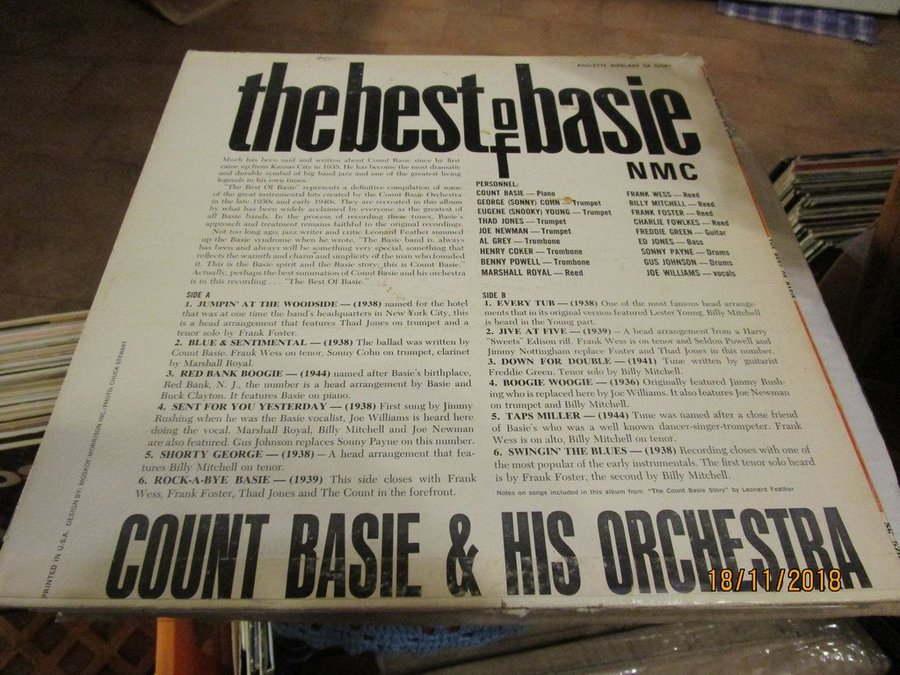 ROULETTE BIRDLAND SR 52081
the best of basie
NMC
Much has been said and written about Count Basie since he first
came up from Kansas City in 1935. He has become the most dramatic
and durable symbol of big band jazz and one of the greatest living
legends in his own times.
"The Best Of Basie" represents a definitive compilation of some
of the great instrumental hits created by the Count Basie Orchestra
in the late 1930s and early 1940s. They are recreated in this album
by what has been widely acclaimed by everyone as the greatest of
all Basie bands. In the process of recording these tunes, Basie's
approach and treatment remains faithful to the original recordings.
Not too long ago, jazz writer and critic Leonard Feather summed
up the Basie syndrome when he wrote, "The Basie band is, always
has been and always will be something very special, something that
reflects the warmth and charm and simplicity of the man who founded
it. This is the Basie spirit and the Basie story; this is Count Basie."
Actually, perhaps the best summation of Count Basie and his orchestra
is in this recording . . . "The Best Of Basie."
PERSONNEL:
COUNT BASIE — Piano
GEORGE (SONNY) COHN — Trumpet
EUGENE (SNOOKY) YOUNG — Trumpet
THAD JONES — Trumpet
JOE NEWMAN — Trumpet
AL GREY — Trombone
HENRY COKER — Trombone
BENNY POWELL — Trombone
MARSHALL ROYAL — Reed
FRANK WESS — Reed
BILLY MITCHELL — Reed
FRANK FOSTER — Reed
CHARLIE FOWLKES — Reed
FREDDIE GREEN — Guitar
ED JONES — Bass
SONNY PAYNE — Drums
GUS JOHNSON — Drums
JOE WILLIAMS — vocals
SIDE A
1. JUMPIN' AT THE WOODSIDE — (1938) named for the hotel
that was at one time the band's headquarters in New York City, this
is a head arrangement that features Thad Jones on trumpet and a
tenor solo by Frank Foster.
2. BLUE & SENTIMENTAL — (1938) The ballad was written by
Count Basie. Frank Wess on tenor, Sonny Cohn on trumpet, clarinet
by Marshall Royal.
3. RED BANK BOOGIE — (1944) named after Basie's birthplace,
Red Bank, N. J., the number is a head arrangement by Basie and
Buck Clayton. It features Basie on piano.
4. SENT FOR YOU YESTERDAY — (1938) First sung by Jimmy
Rushing when he was the Basie vocalist, Joe Williams is heard here
doing the vocal. Marshall Royal, Billy Mitchell and Joe Newman
are also featured. Gus Johnson replaces Sonny Payne on this number.
5. SHORTY GEORGE — (1938) — A head arrangement that fea-
tures Billy Mitchell on tenor.
6. ROCK-A-BYE BASIE — (1939) This side closes with Frank
Wess, Frank Foster, Thad Jones and The Count in the forefront.
SIDE B
1. EVERY TUB — (1938) One of the most famous head arrange-
ments that in its original version featured Lester Young. Billy Mitchell
is heard in the Young part.
2. JIVE AT FIVE — (1939) — A head arrangement from a Harry
"Sweets" Edison riff. Frank Wess is on tenor and Seldon Powell and
Jimmy Nottingham replace Foster and Thad Jones in this number.
3. DOWN FOR DOUBLE — (1941) Tune written by guitarist
Freddie Green. Tenor solo by Billy Mitchell.
4. BOOGIE WOOGIE — (1936) Originally featured Jimmy Rush-
ing who is replaced here by Joe Williams. It also features Joe Newman
on trumpet and Billy Mitchell.
5. TAPS MILLER — (1944) Tune was named after a close friend
of Basie's who was a well known dancer-singer-trumpeter. Frank
Wess is on alto, Billy Mitchell on tenor.
6. SWINGIN' THE BLUES — (1938) Recording closes with one of
the most popular of the early instrumentals. The first tenor solo heard
is by Frank Foster, the second by Billy Mitchell.
Notes on songs included in this album from "The Count Basie Story" by Leonard Feather
COUNT BASIE & HIS ORCHESTRA
PRINTED IN U.S.A. DESIGN BY: MOSKOF-MORRISON INC./PHOTO: CHUCK STEWART
18/11/2018